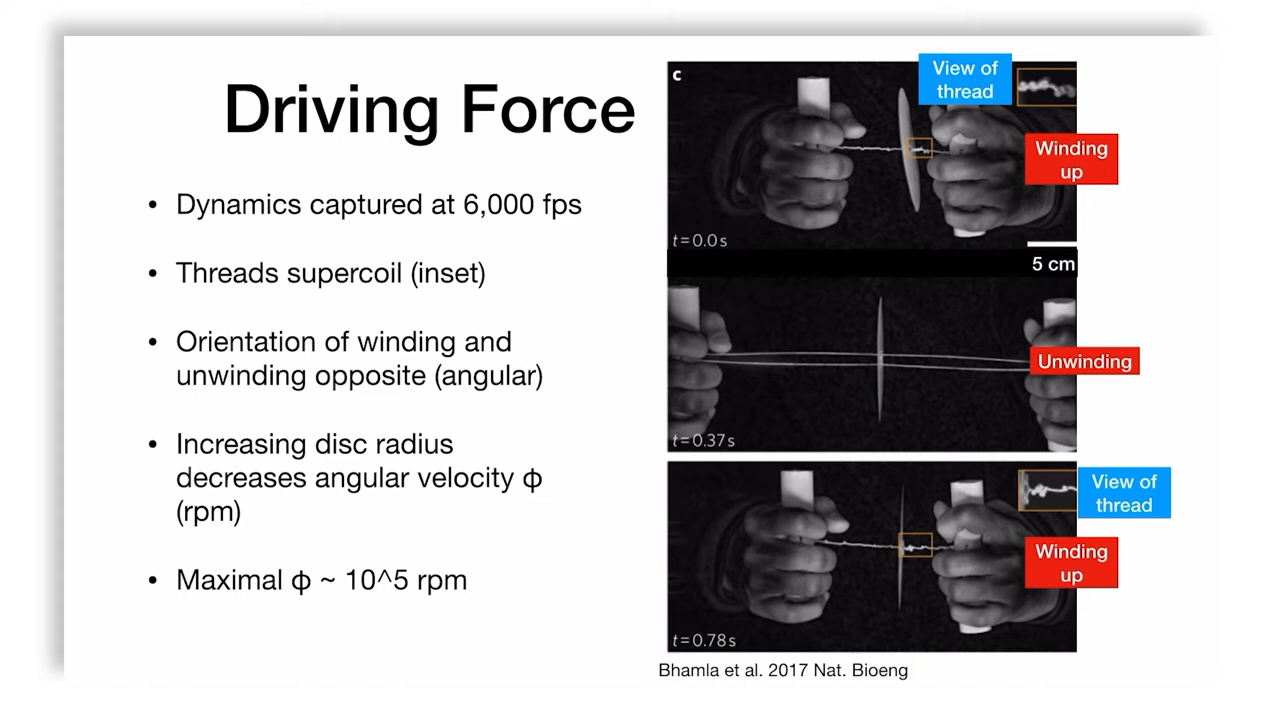 Driving Force
• Dynamics captured at 6,000 fps
• Threads supercoil (inset)
• Orientation of winding and
unwinding opposite (angular)
• Increasing disc radius
decreases angular velocity ϕ
(rpm)
• Maximal ϕ ~ 10^5 rpm
c
View of
thread
Winding
up
t=0.0s
5 cm
Unwinding
t=0.37s
View of
thread
Winding
up
t=0.78s
Bhamla et al. 2017 Nat. Bioeng